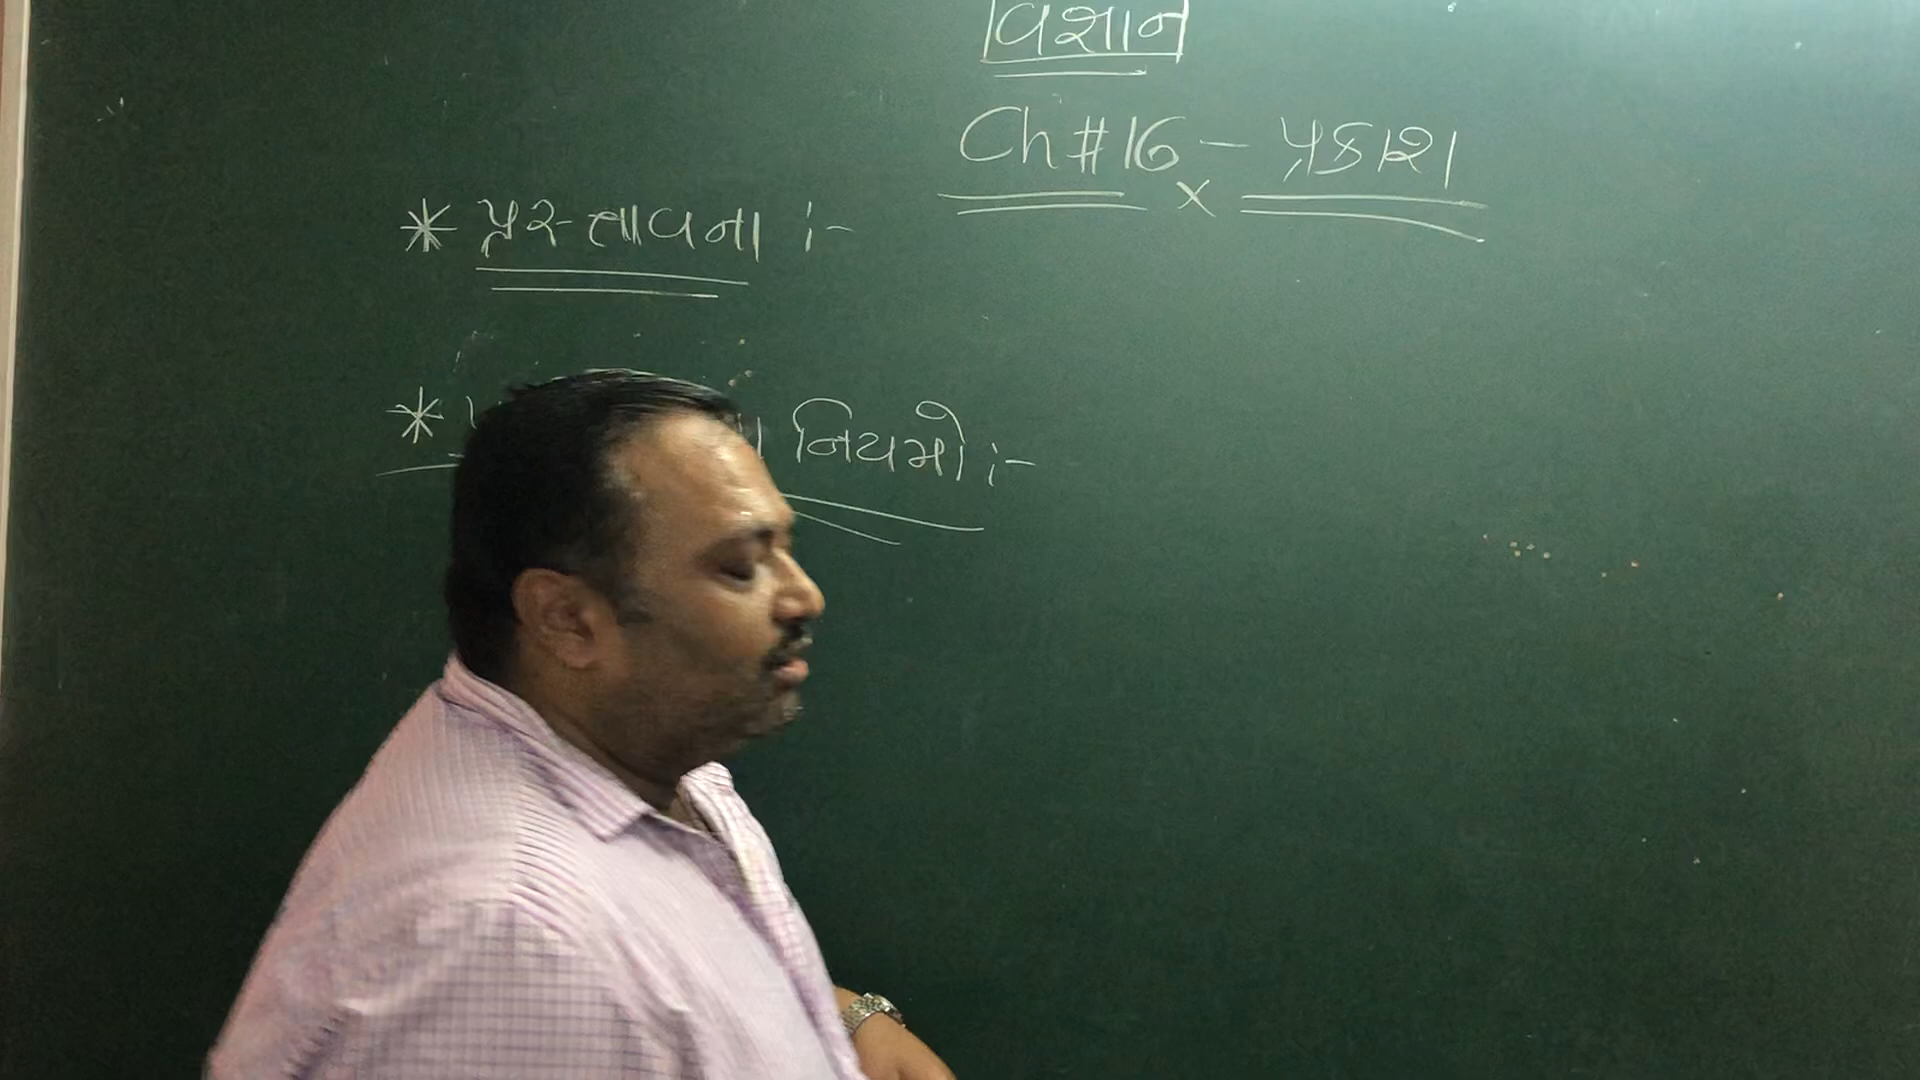 વિજ્ઞાન
Ch # 16 - પ્રકાશ
* પ્રસ્તાવના :-
* નિયમો :-